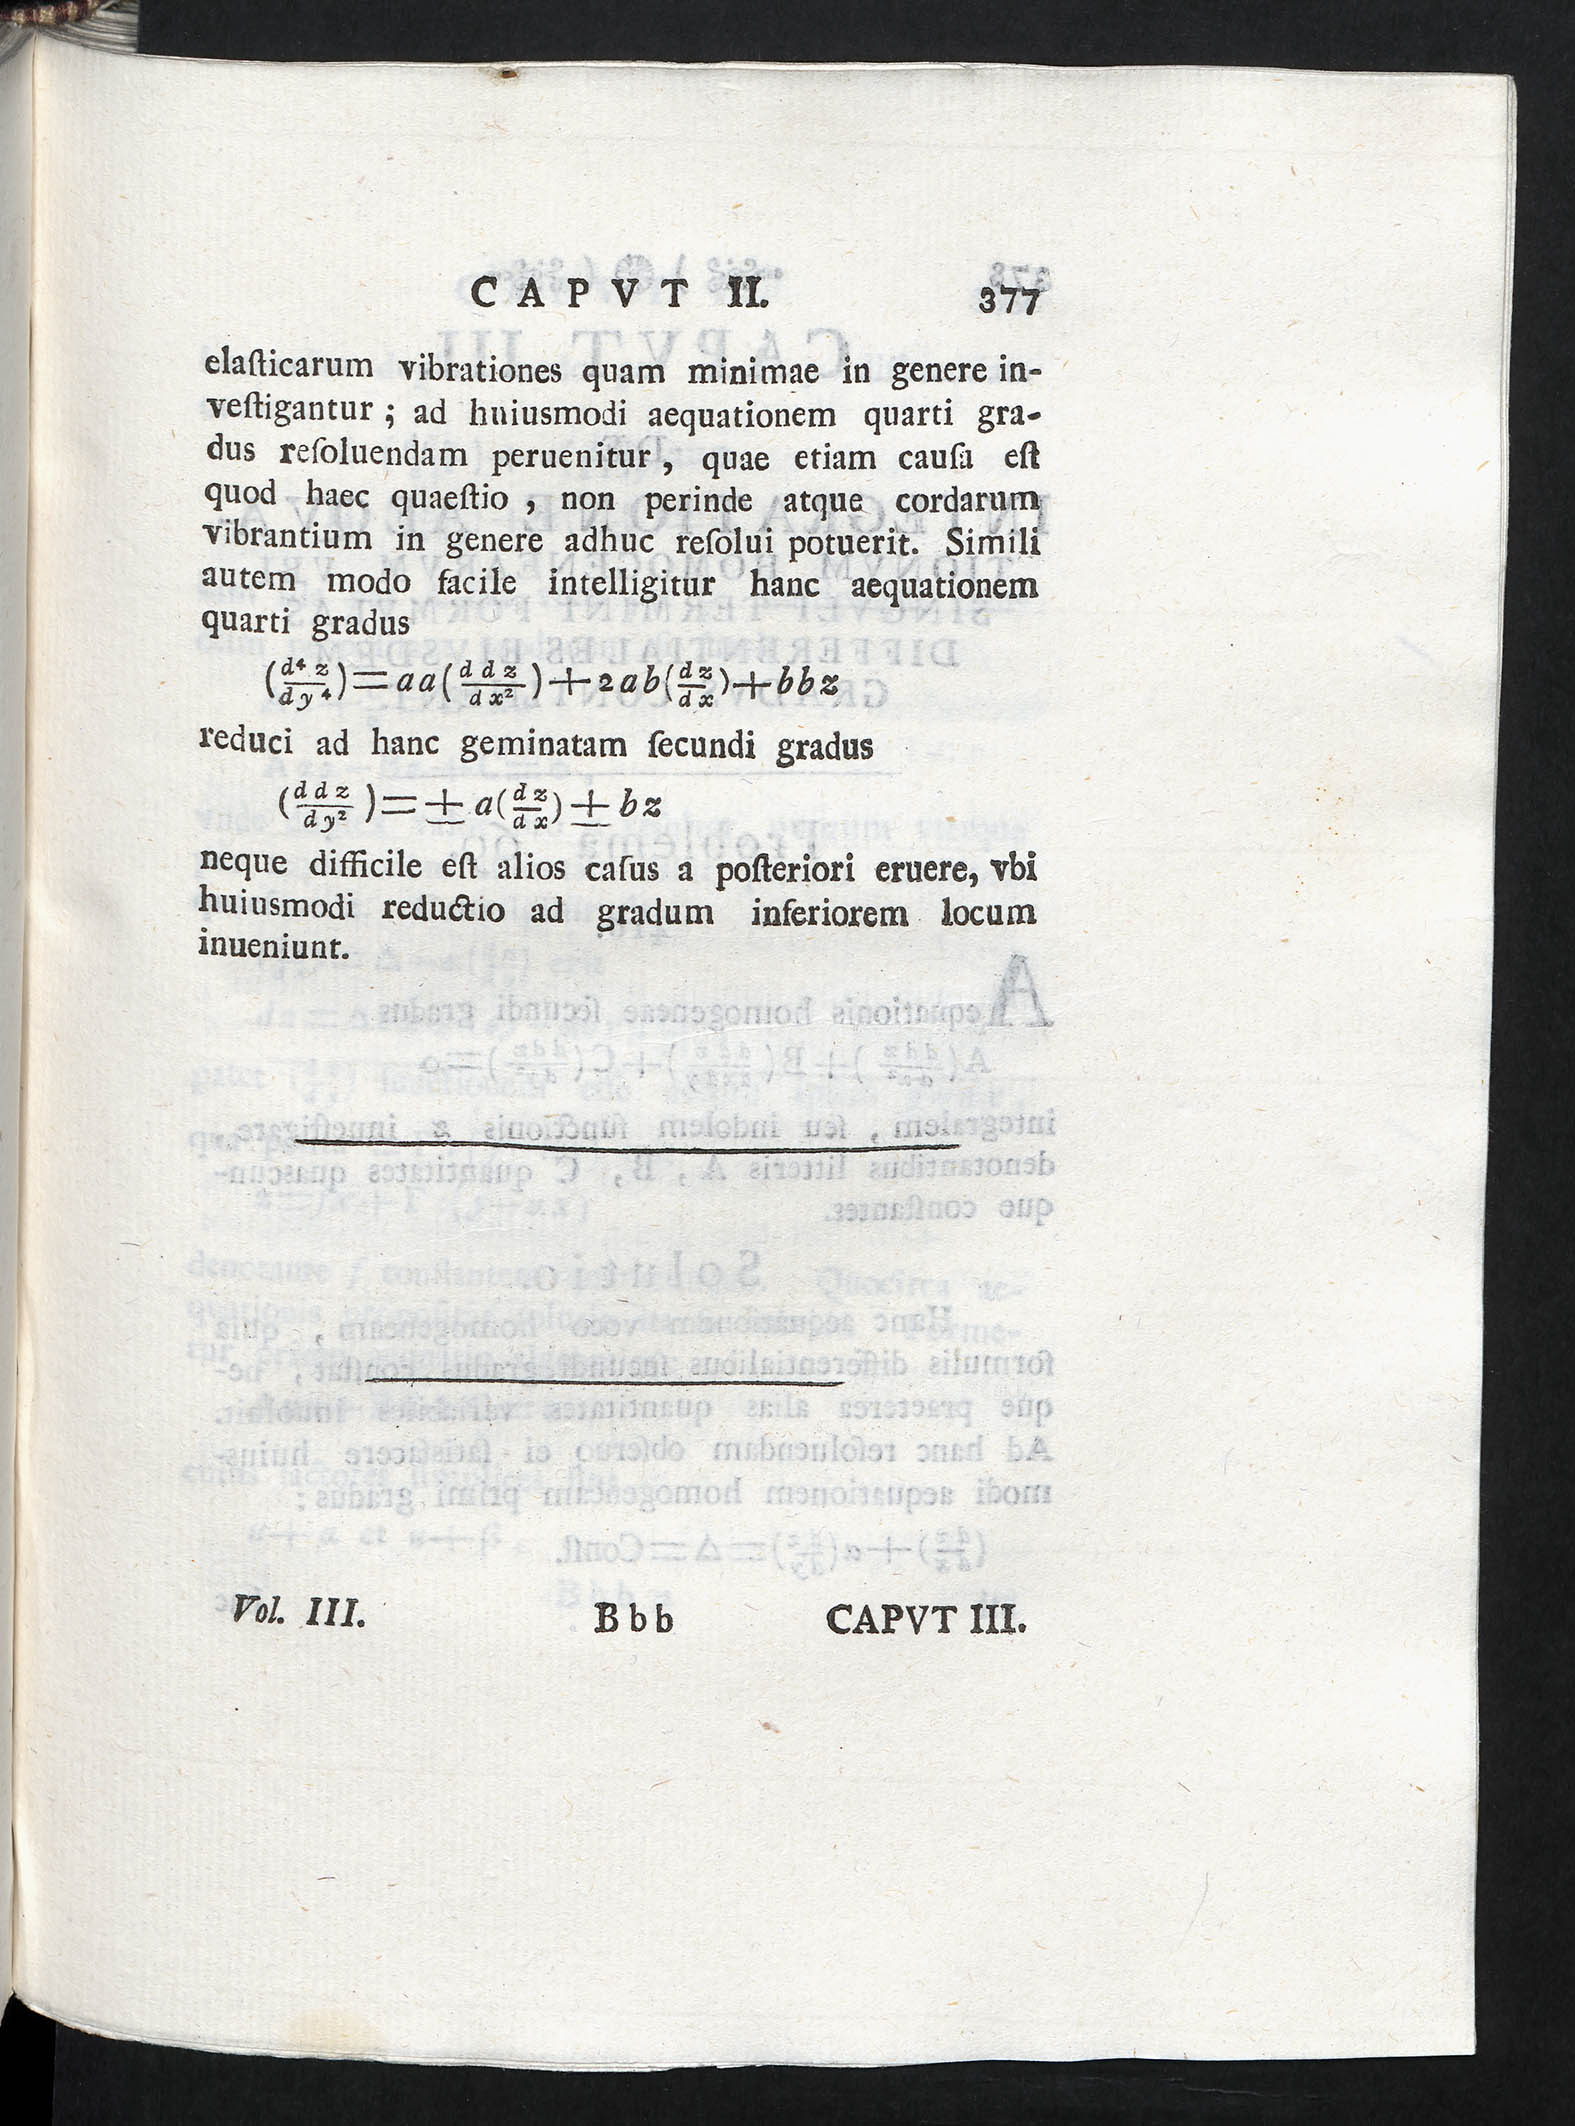 CAPVT II. 377
elaſticarum vibrationes quam minimae in genere in-
veſtigantur ; ad huiusmodi aequationem quarti gra-
dus reſoluendam peruenitur , quae etiam cauſa eſt
quod haec quaeſtio , non perinde atque cordarum
vibrantium in genere adhuc reſolui potuerit. Simili
autem modo facile intelligitur hanc aequationem
quarti gradus
(d⁴z/dy⁴)=aa(ddz/dx²)+2ab(dz/dx)+bbz
reduci ad hanc geminatam ſecundi gradus
(ddz/dy²)=±a(dz/dx)±bz
neque difficile eſt alios caſus a poſteriori eruere, vbi
huiusmodi reductio ad gradum inferiorem locum
inueniunt.
Vol. III. Bbb CAPVT III.